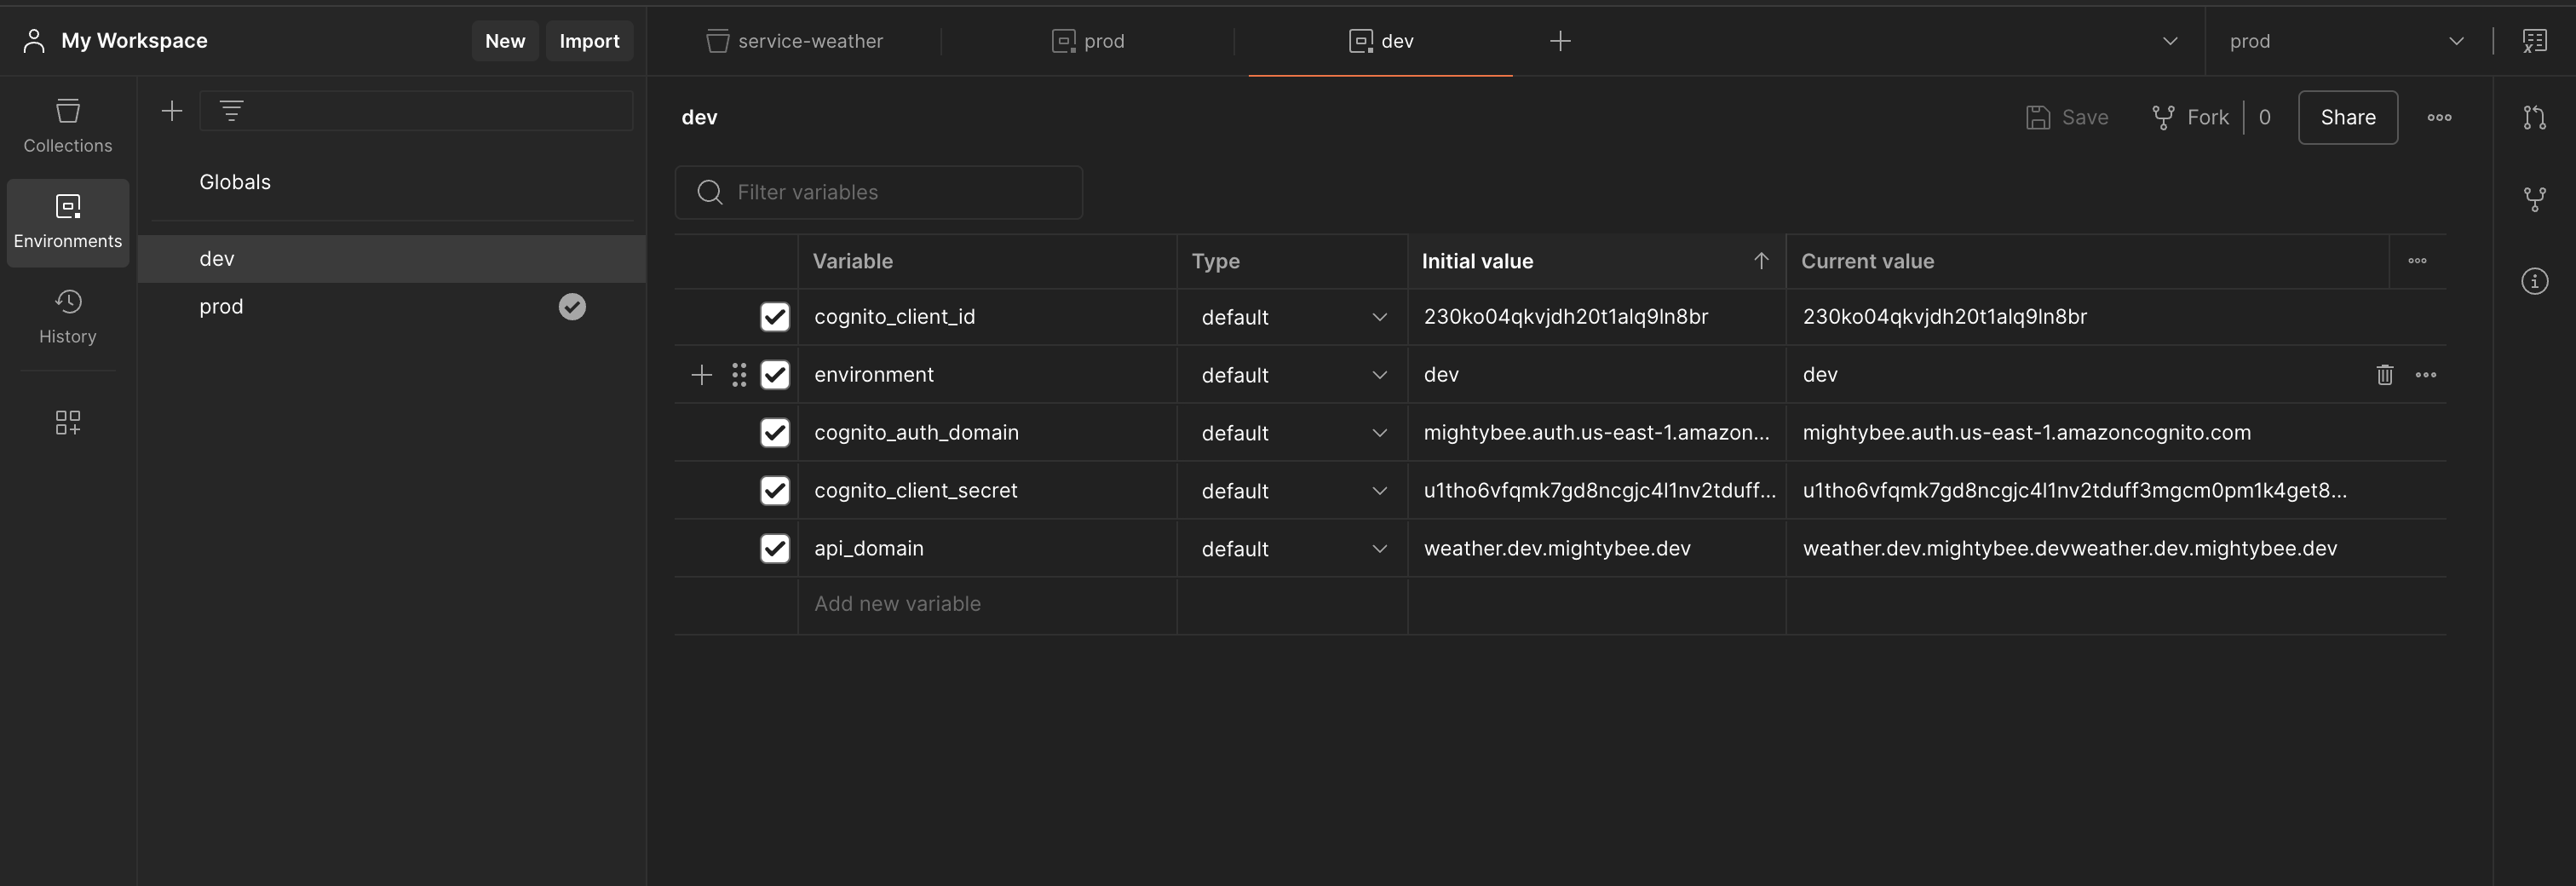 My Workspace New Import service-weather prod dev prod
Collections
Environments
History
Globals
dev
prod
dev Save Fork 0 Share
Filter variables
Variable Type Initial value Current value
cognito_client_id default 230ko04qkvjdh20t1alq9ln8br 230ko04qkvjdh20t1alq9ln8br
environment default dev dev
cognito_auth_domain default mightybee.auth.us-east-1.amazon... mightybee.auth.us-east-1.amazoncognito.com
cognito_client_secret default u1tho6vfqmk7gd8ncgjc4l1nv2tduff... u1tho6vfqmk7gd8ncgjc4l1nv2tduff3mgcm0pm1k4get8...
api_domain default weather.dev.mightybee.dev weather.dev.mightybee.devweather.dev.mightybee.dev
Add new variable